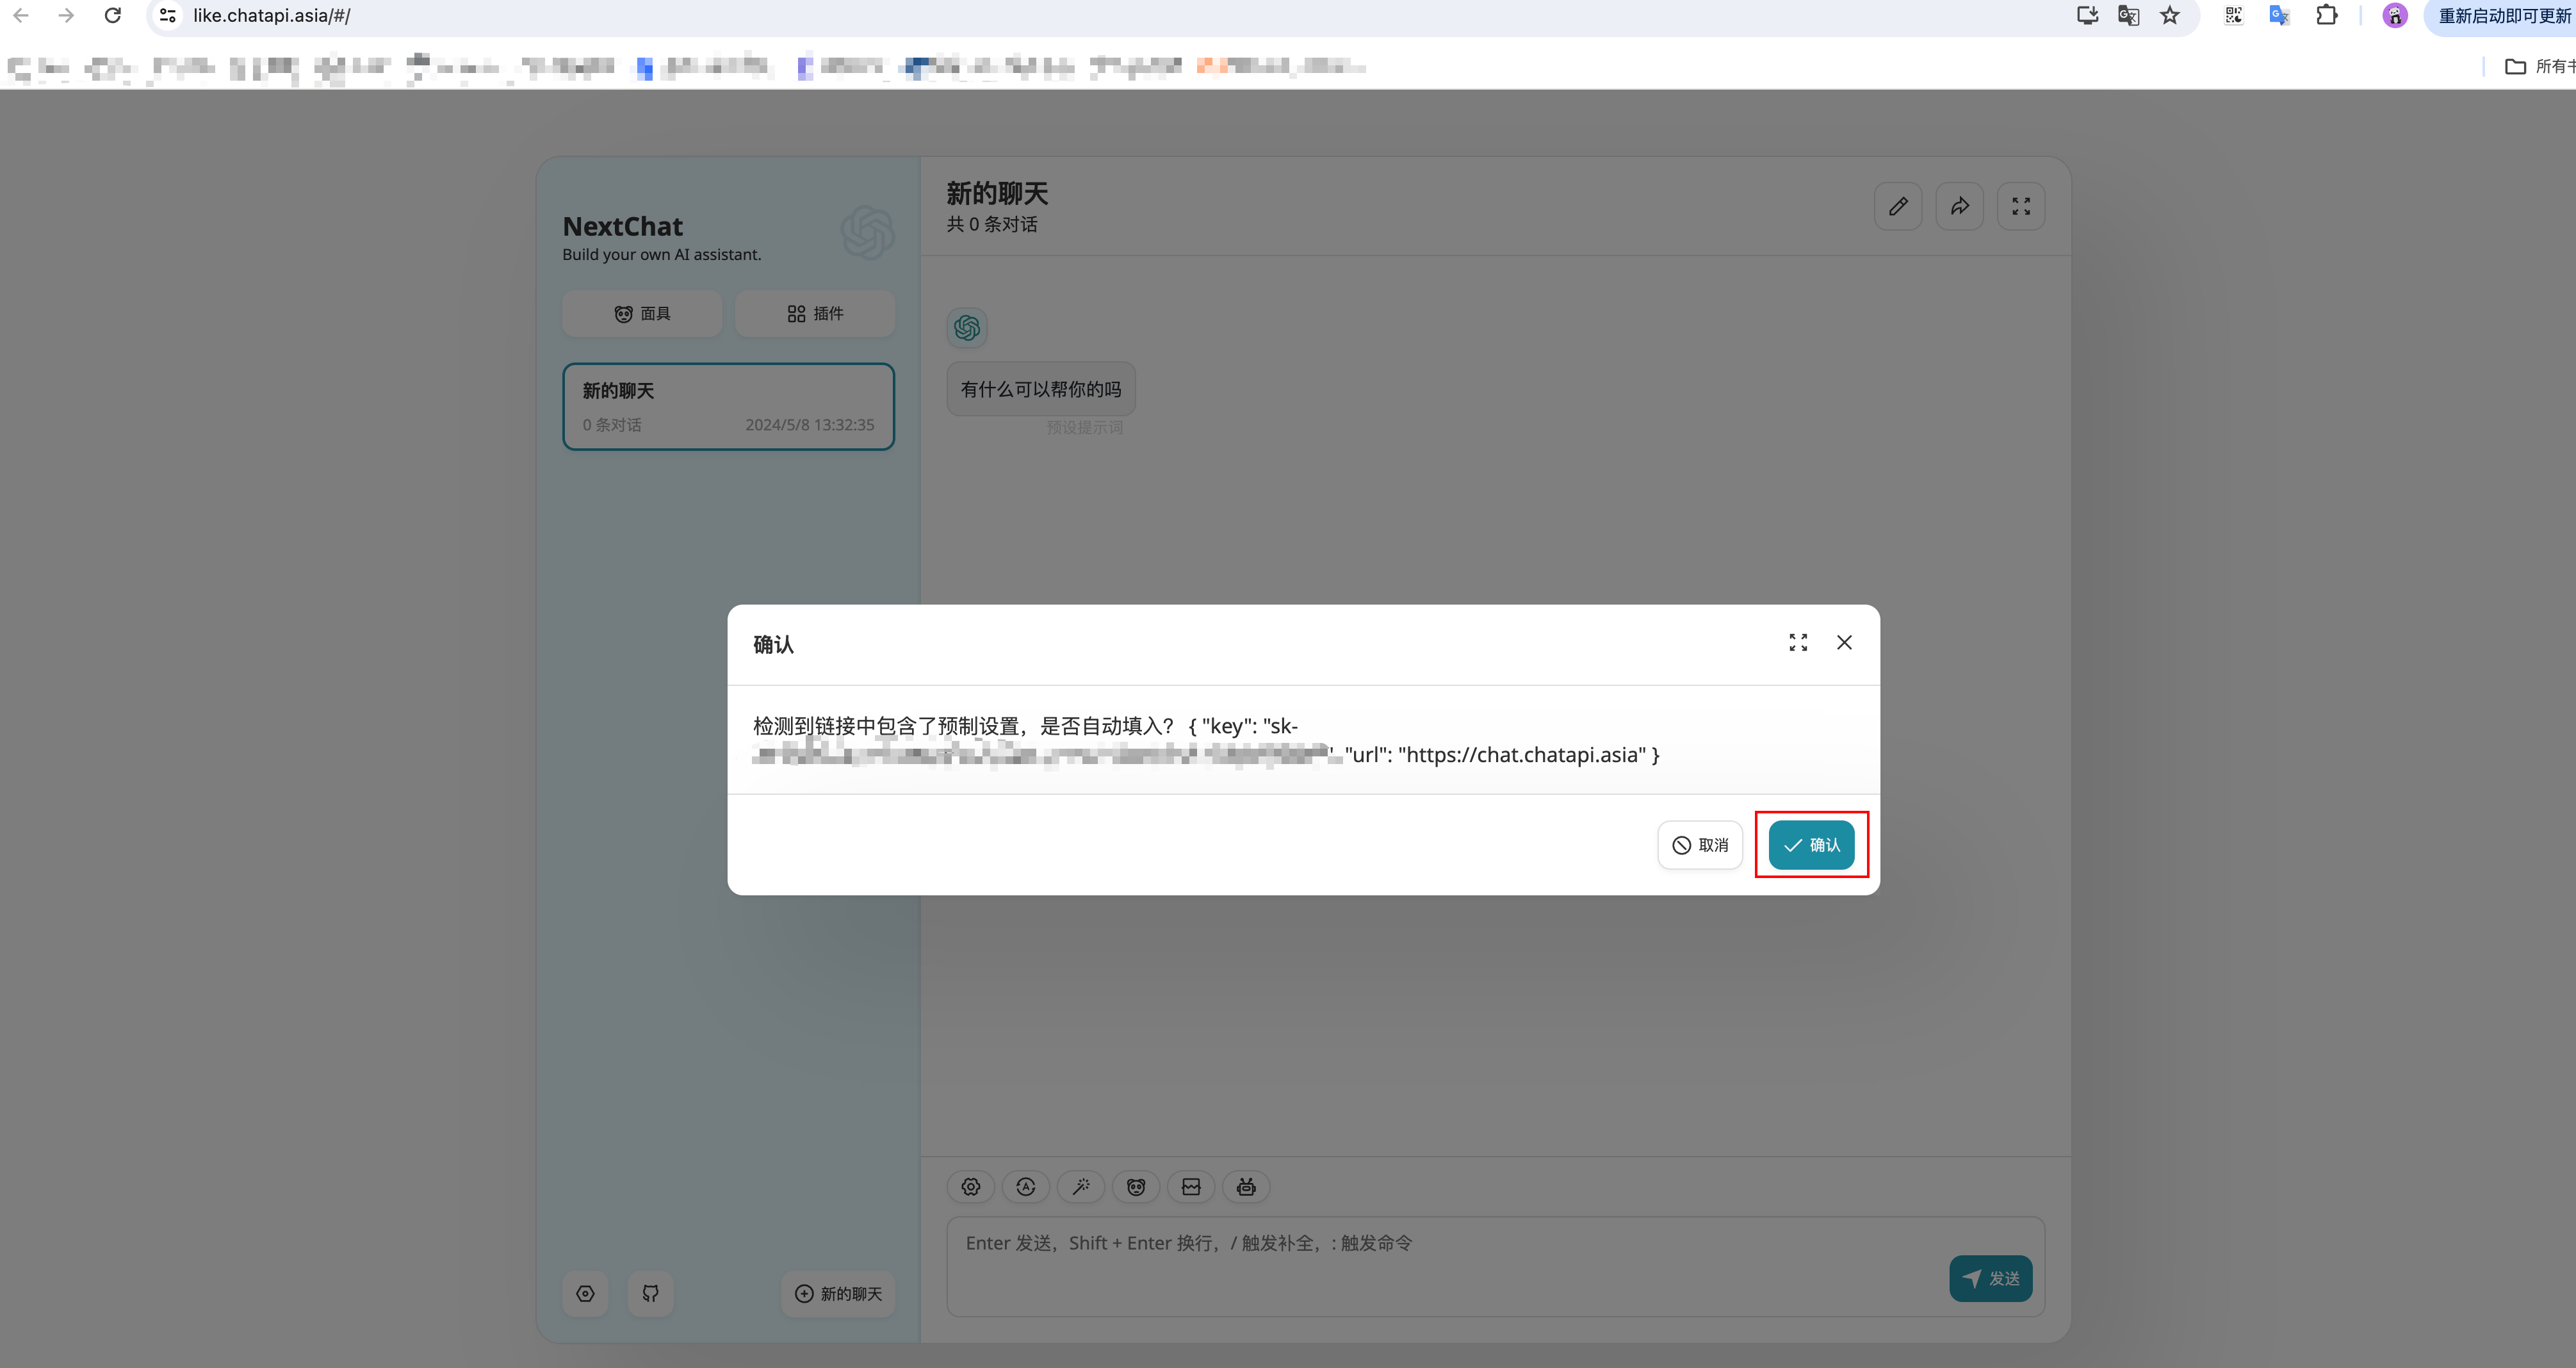 like.chatapi.asia/#/
重新启动即可更新
所有
NextChat
Build your own AI assistant.
面具
插件
新的聊天
0 条对话
2024/5/8 13:32:35
新的聊天
共 0 条对话
有什么可以帮你的吗
预设提示词
确认
检测到链接中包含了预制设置，是否自动填入？ { "key": "sk-
"url": "https://chat.chatapi.asia" }
取消
确认
Enter 发送，Shift + Enter 换行，/ 触发补全，: 触发命令
发送
新的聊天